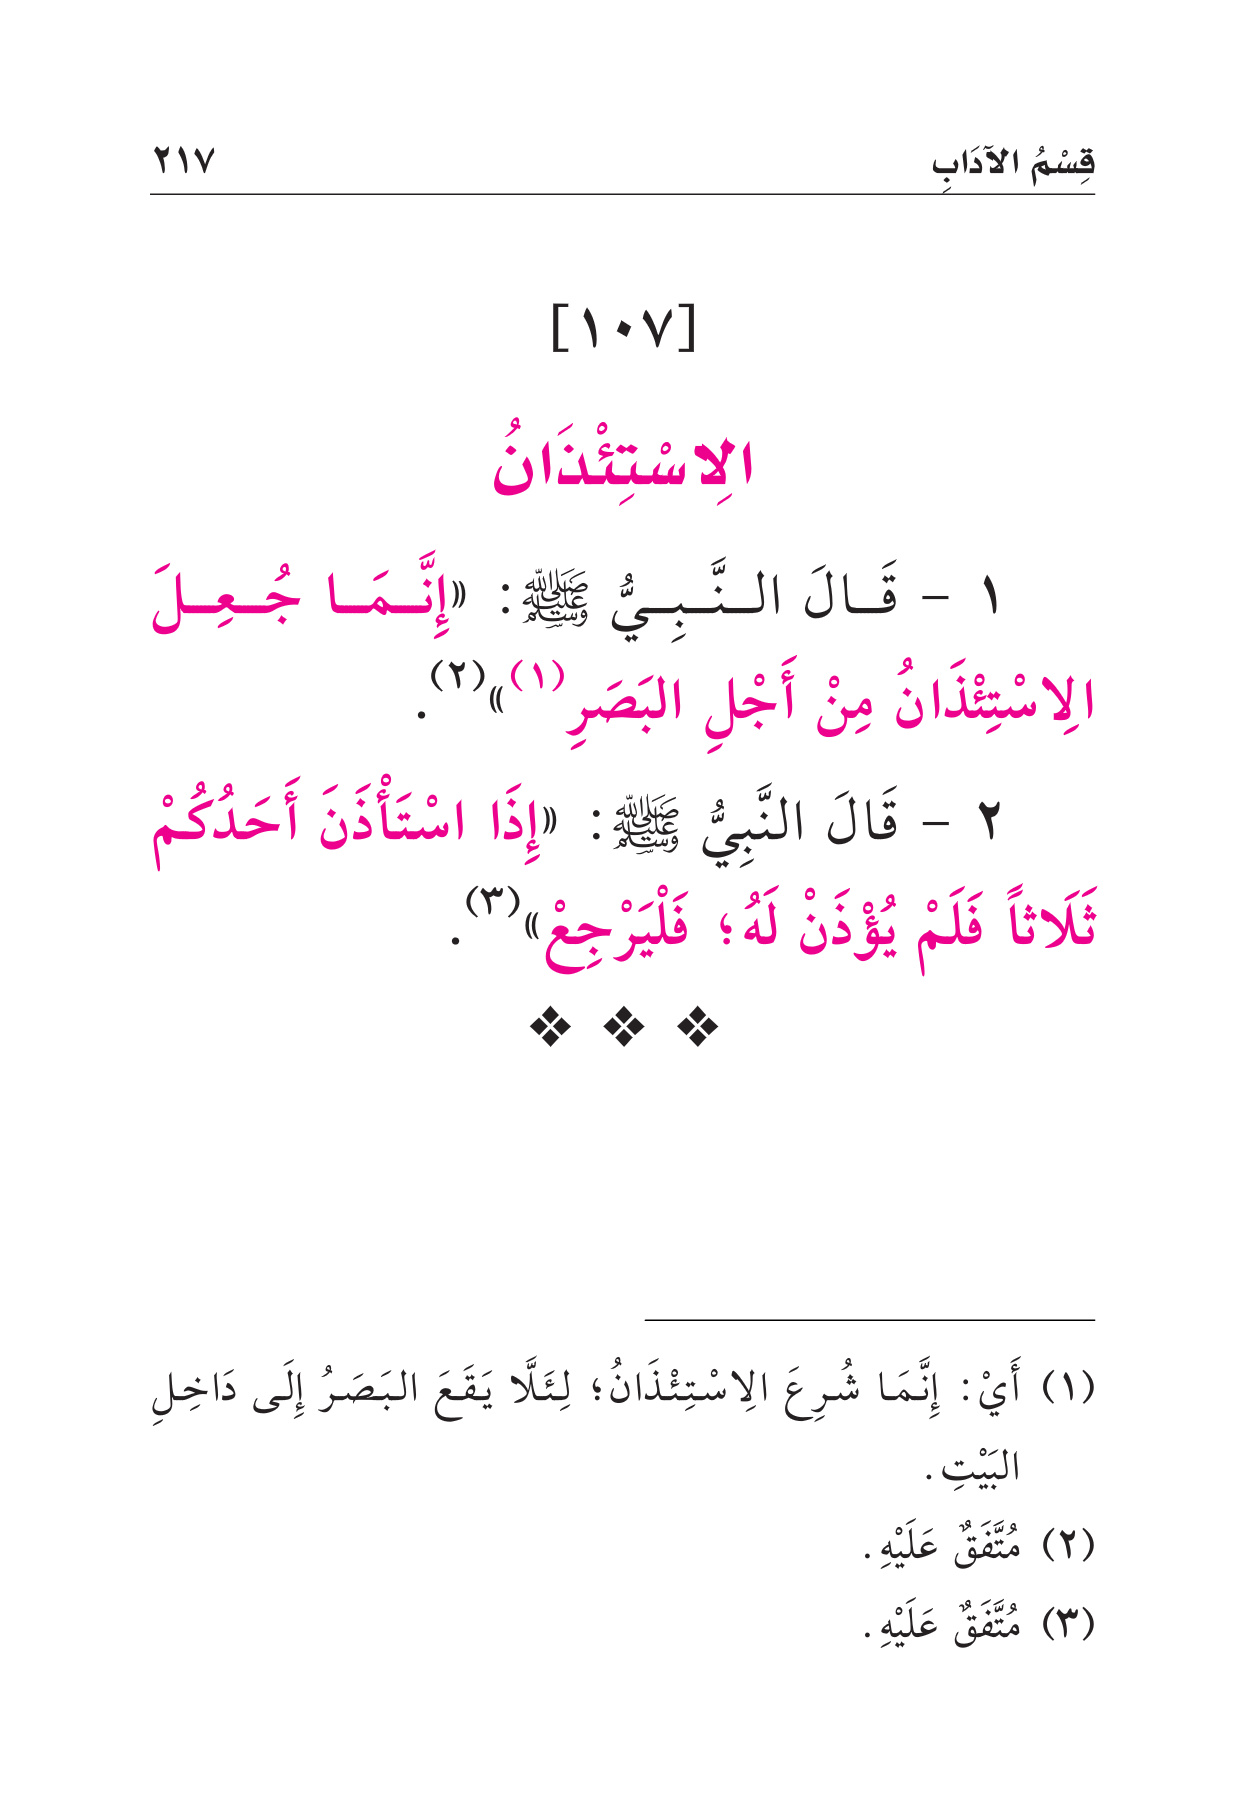 قِسْمُ الآدَابِ ٢١٧
[١٠٧]
الِاسْتِئْذَانُ
١ - قَالَ النَّبِيُّ ﷺ: «إِنَّمَا جُعِلَ
الِاسْتِئْذَانُ مِنْ أَجْلِ البَصَرِ(١)»(٢).
٢ - قَالَ النَّبِيُّ ﷺ: «إِذَا اسْتَأْذَنَ أَحَدُكُمْ
ثَلَاثاً فَلَمْ يُؤْذَنْ لَهُ؛ فَلْيَرْجِعْ»(٣).
(١) أَيْ: إِنَّمَا شُرِعَ الِاسْتِئْذَانُ؛ لِئَلَّا يَقَعَ البَصَرُ إِلَى دَاخِلِ
البَيْتِ.
(٢) مُتَّفَقٌ عَلَيْهِ.
(٣) مُتَّفَقٌ عَلَيْهِ.